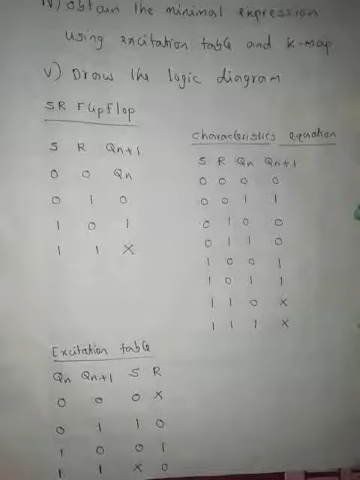 iv) obtain the minimal expression
using excitation table and k-map
v) Draw the logic diagram
SR FlipFlop
S R Qn+1
0 0 Qn
0 1 0
1 0 1
1 1 X
characteristics equation
S R Qn Qn+1
0 0 0 0
0 0 1 1
0 1 0 0
0 1 1 0
1 0 0 1
1 0 1 1
1 1 0 X
1 1 1 X
Excitation table
Qn Qn+1 S R
0 0 0 X
0 1 1 0
1 0 0 1
1 1 X 0